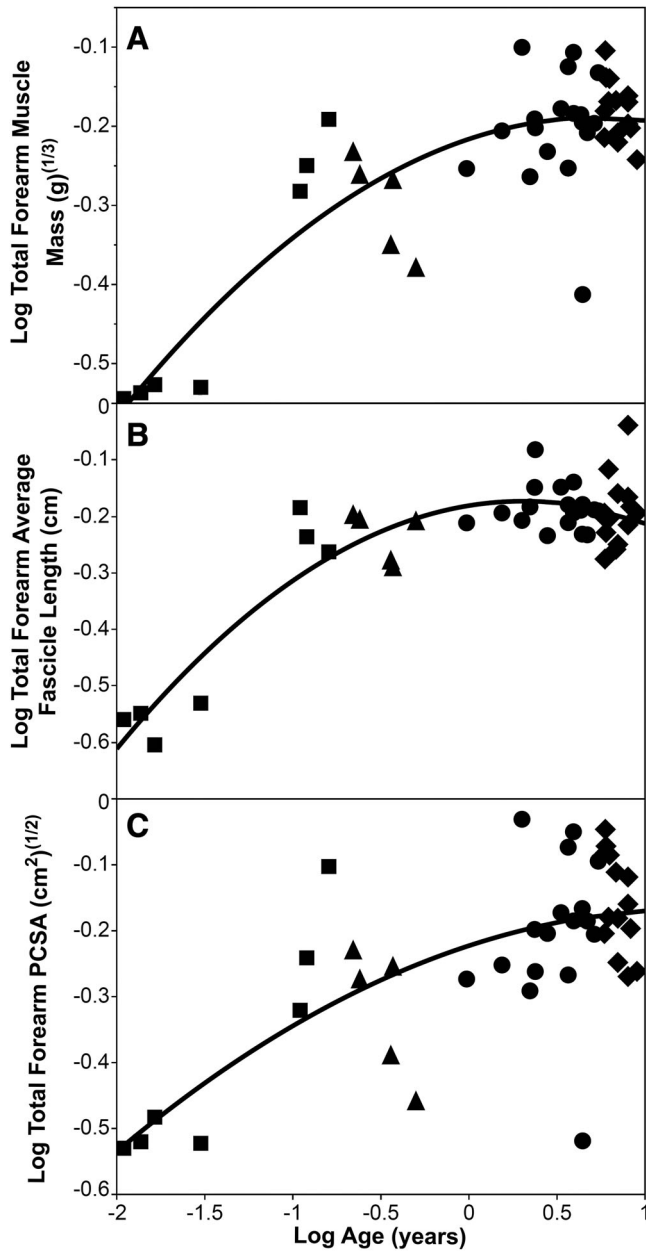 A
-0.1
-0.2
-0.3
-0.4
-0.5
Log Total Forearm Muscle
Mass (g)(1/3)
0
B
-0.1
-0.2
-0.3
-0.4
-0.5
-0.6
Log Total Forearm Average
Fascicle Length (cm)
0
C
-0.1
-0.2
-0.3
-0.4
-0.5
-0.6
Log Total Forearm PCSA (cm2)(1/2)
-2 -1.5 -1 -0.5 0 0.5 1
Log Age (years)